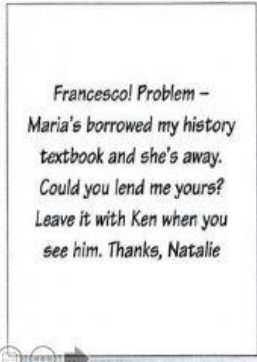 Francesco! Problem –
Maria's borrowed my history
textbook and she's away.
Could you lend me yours?
Leave it with Ken when you
see him. Thanks, Natalie